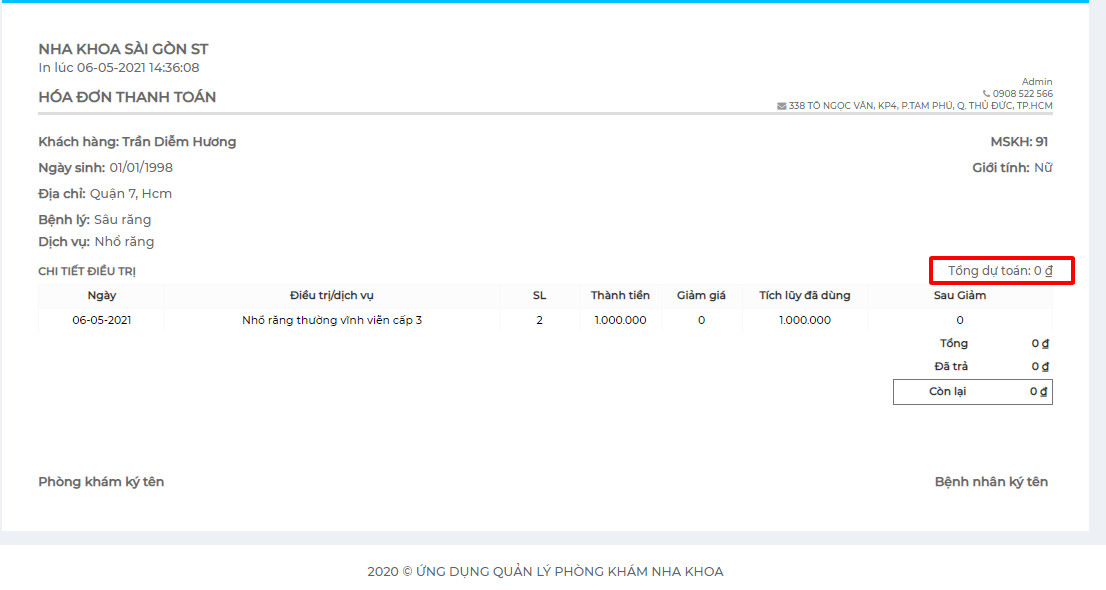 NHA KHOA SÀI GÒN ST
In lúc 06-05-2021 14:36:08
HÓA ĐƠN THANH TOÁN
Admin
0908 522 566
338 TÔ NGỌC VÂN, KP4, P.TAM PHÚ, Q. THỦ ĐỨC, TP.HCM
Khách hàng: Trần Diễm Hương MSKH: 91
Ngày sinh: 01/01/1998 Giới tính: Nữ
Địa chỉ: Quận 7, Hcm
Bệnh lý: Sâu răng
Dịch vụ: Nhổ răng
CHI TIẾT ĐIỀU TRỊ Tổng dự toán: 0 ₫
Ngày Điều trị/dịch vụ SL Thành tiền Giảm giá Tích lũy đã dùng Sau Giảm
06-05-2021 Nhổ răng thường vĩnh viễn cấp 3 2 1.000.000 0 1.000.000 0
Tổng 0 ₫
Đã trả 0 ₫
Còn lại 0 ₫
Phòng khám ký tên Bệnh nhân ký tên
2020 © ỨNG DỤNG QUẢN LÝ PHÒNG KHÁM NHA KHOA